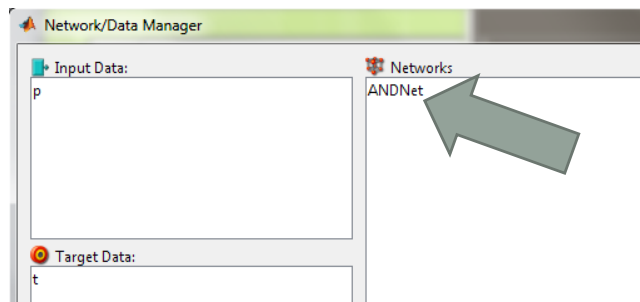 Network/Data Manager
Input Data:
p
Networks
ANDNet
Target Data:
t